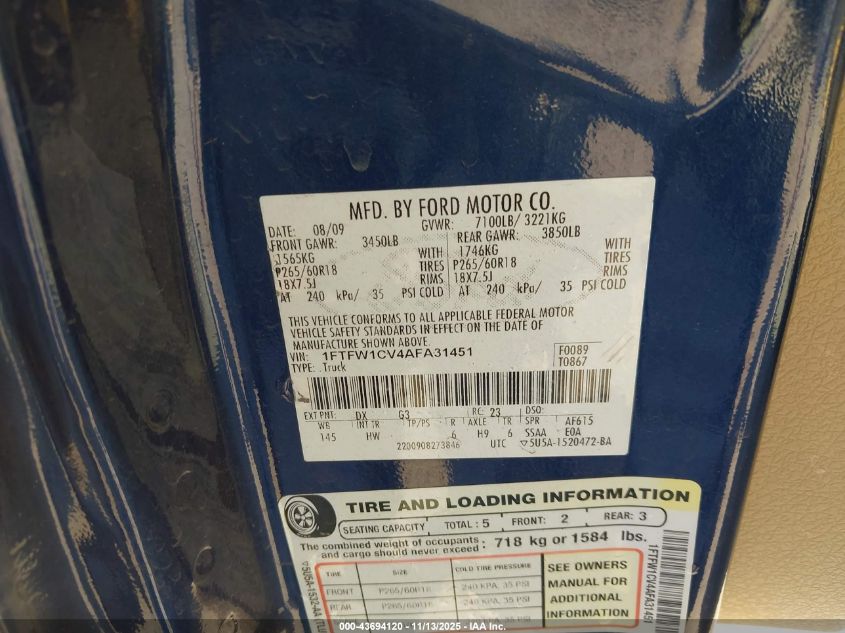 MFD. BY FORD MOTOR CO.
DATE: 08/09 GVWR: 7100LB/ 3221KG
FRONT GAWR: 3450LB REAR GAWR: 3850LB
1565KG WITH 1746KG WITH
P265/60R18 TIRES P265/60R18 TIRES
18X7.5J RIMS 18X7.5J RIMS
AT 240 kPa/ 35 PSI COLD AT 240 kPa/ 35 PSI COLD
THIS VEHICLE CONFORMS TO ALL APPLICABLE FEDERAL MOTOR
VEHICLE SAFETY STANDARDS IN EFFECT ON THE DATE OF
MANUFACTURE SHOWN ABOVE.
VIN: 1FTFW1CV4AFA31451 F0089
TYPE: Truck T0867
EXT PNT: DX G3 RC: 23 DSO:
WB INT TR TP/PS R AXLE TR SPR AF615
145 HW 6 H9 6 SSAA E0A
2200908273846 UTC 5U5A-1520472-BA
TIRE AND LOADING INFORMATION
SEATING CAPACITY TOTAL: 5 FRONT: 2 REAR: 3
The combined weight of occupants and cargo should never exceed: 718 kg or 1584 lbs.
TIRE SIZE COLD TIRE PRESSURE
FRONT P265/60R18 240 KPA, 35 PSI
REAR P265/60R18 240 KPA, 35 PSI
SEE OWNERS
MANUAL FOR
ADDITIONAL
INFORMATION
1FTFW1CV4AFA31451
5U5A-1532-AA
000-43694120 - 11/13/2025 - IAA Inc.